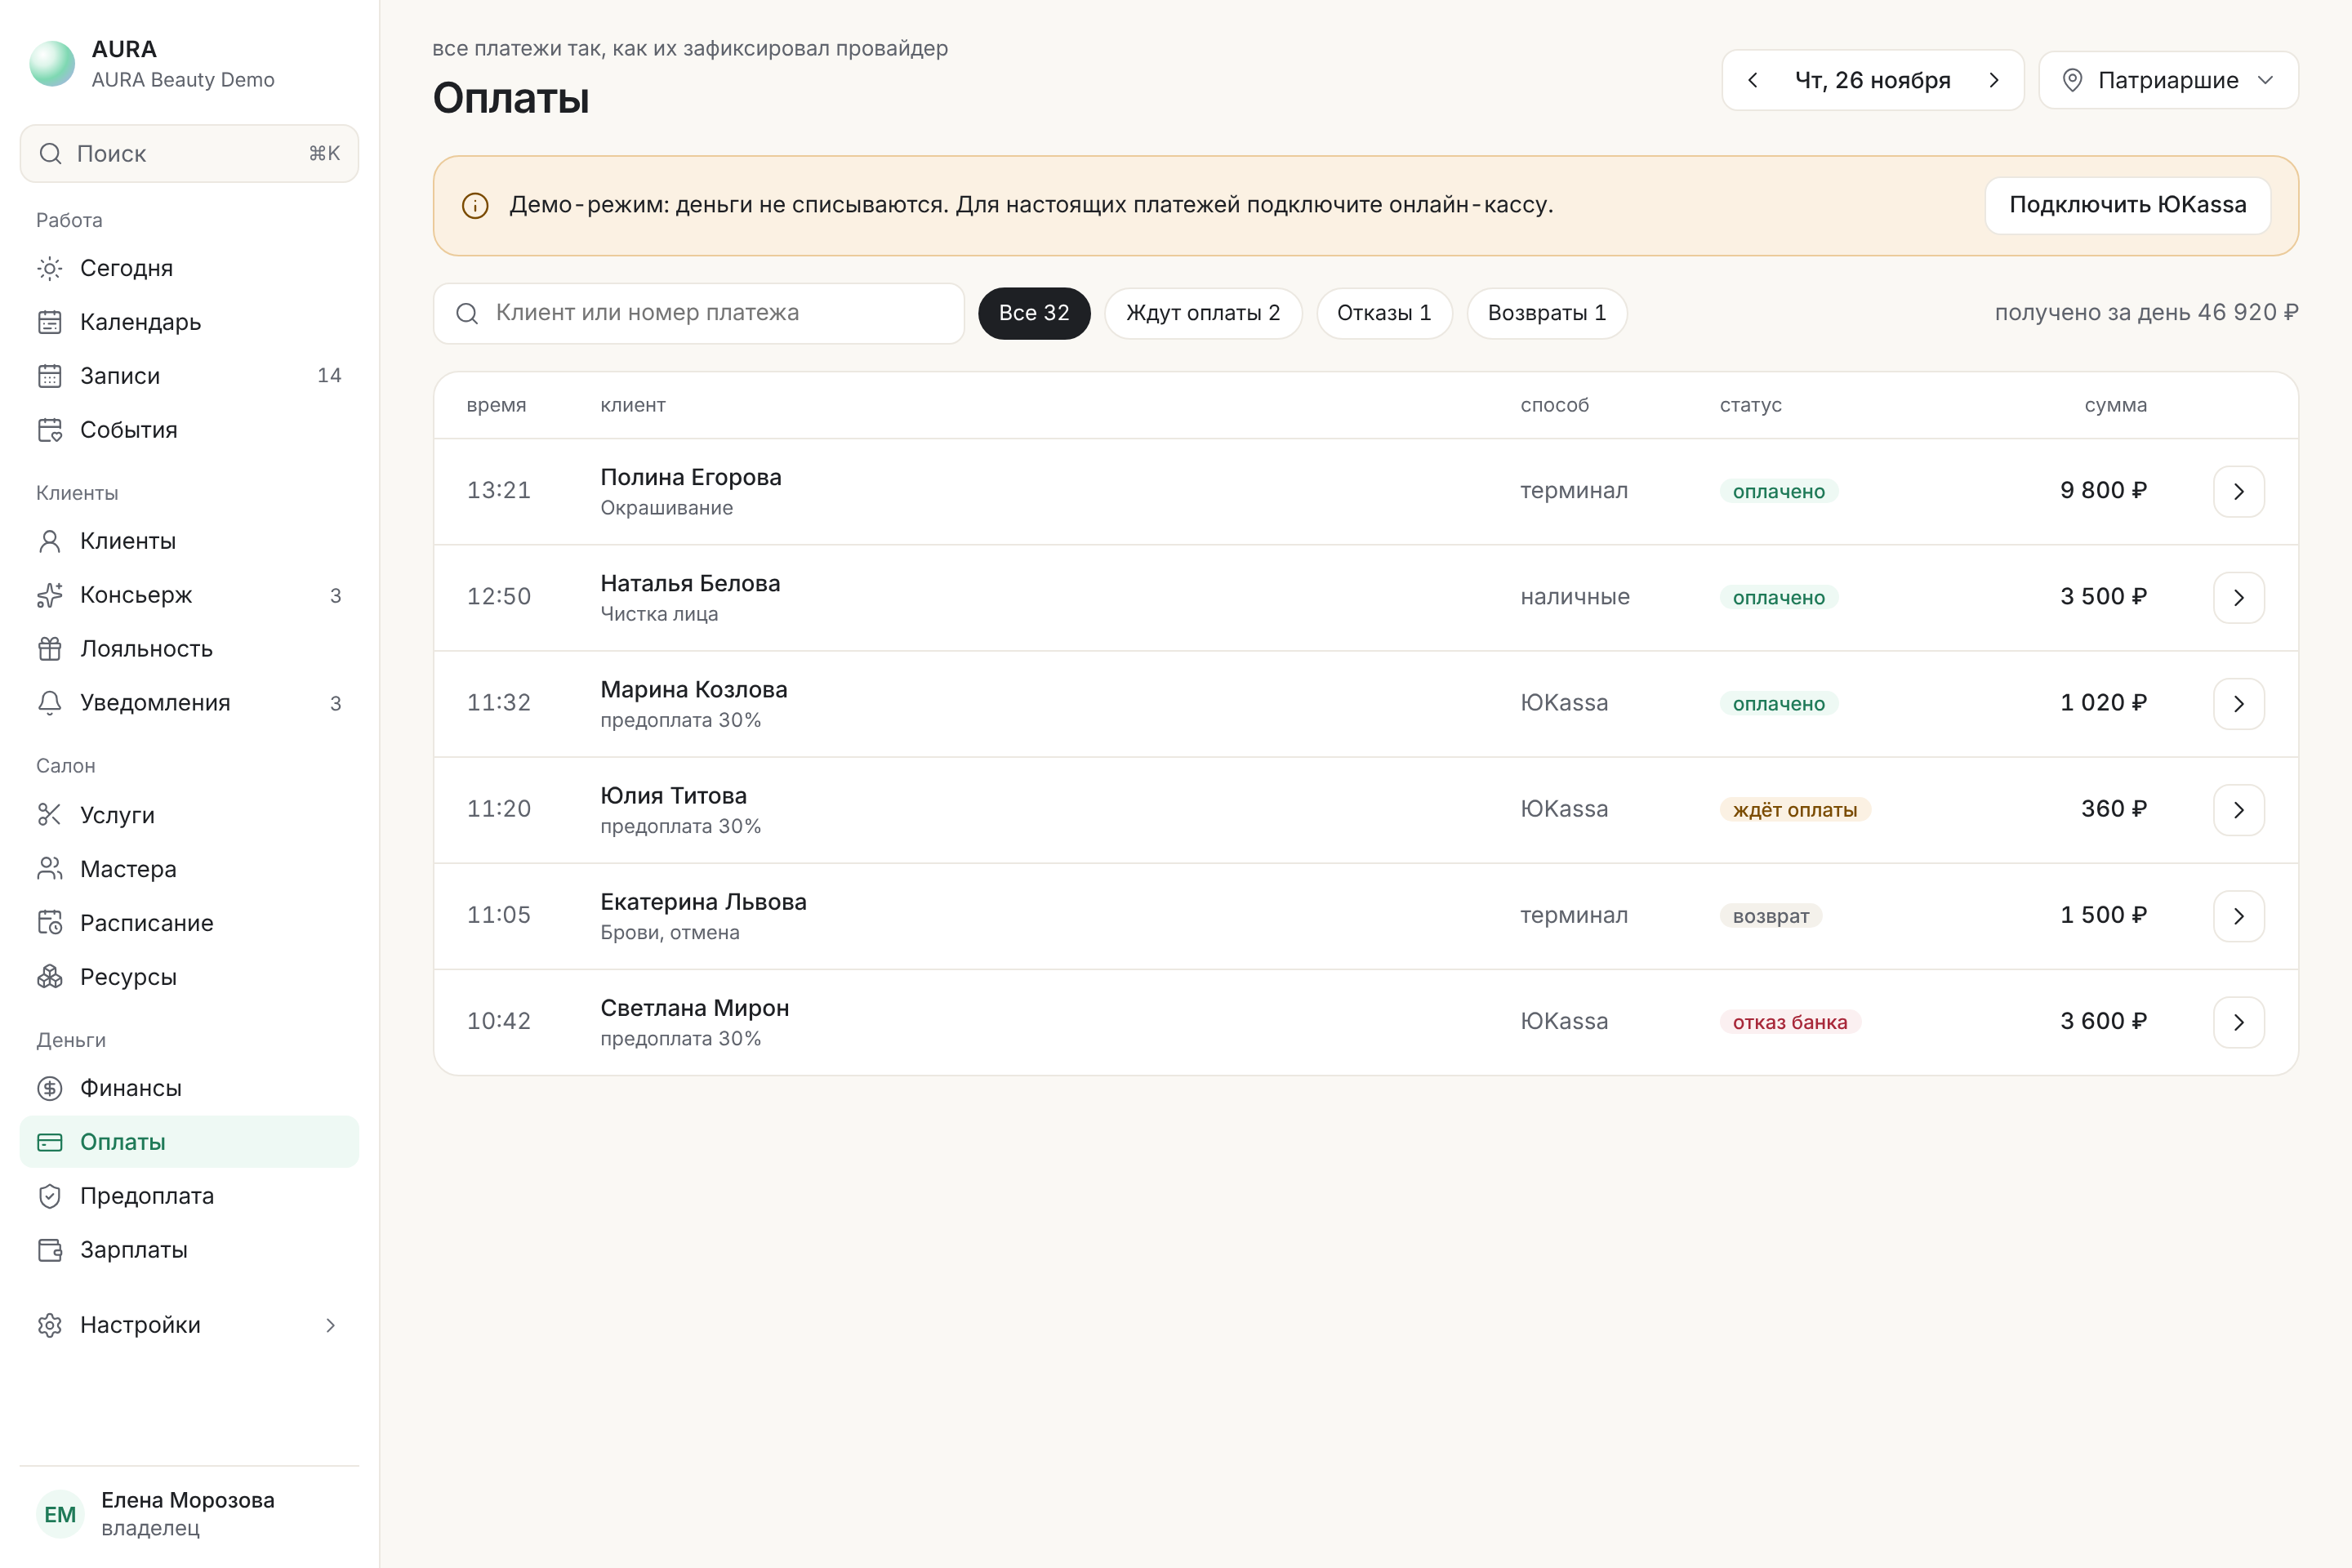 AURA
AURA Beauty Demo
Поиск ⌘K
Работа
Сегодня
Календарь
Записи 14
События
Клиенты
Клиенты
Консьерж 3
Лояльность
Уведомления 3
Салон
Услуги
Мастера
Расписание
Ресурсы
Деньги
Финансы
Оплаты
Предоплата
Зарплаты
Настройки
ЕМ
Елена Морозова
владелец
все платежи так, как их зафиксировал провайдер
Оплаты
Чт, 26 ноября
Патриаршие
Демо-режим: деньги не списываются. Для настоящих платежей подключите онлайн-кассу.
Подключить ЮKassa
Клиент или номер платежа
Все 32
Ждут оплаты 2
Отказы 1
Возвраты 1
получено за день 46 920 ₽
время клиент способ статус сумма
13:21 Полина Егорова терминал оплачено 9 800 ₽
Окрашивание
12:50 Наталья Белова наличные оплачено 3 500 ₽
Чистка лица
11:32 Марина Козлова ЮKassa оплачено 1 020 ₽
предоплата 30%
11:20 Юлия Титова ЮKassa ждёт оплаты 360 ₽
предоплата 30%
11:05 Екатерина Львова терминал возврат 1 500 ₽
Брови, отмена
10:42 Светлана Мирон ЮKassa отказ банка 3 600 ₽
предоплата 30%